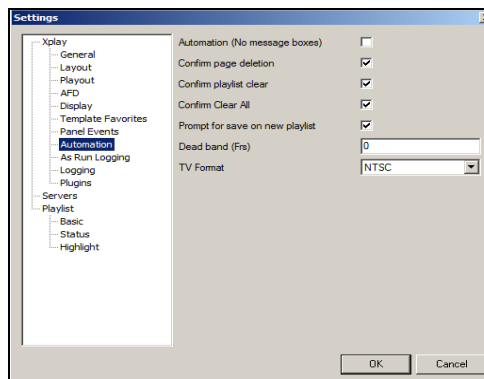 Settings
Xplay
General
Layout
Playout
AFD
Display
Template Favorites
Panel Events
Automation
As Run Logging
Logging
Plugins
Servers
Playlist
Basic
Status
Highlight
Automation (No message boxes)
Confirm page deletion
Confirm playlist clear
Confirm Clear All
Prompt for save on new playlist
Dead band (Frs) 0
TV Format NTSC
OK Cancel